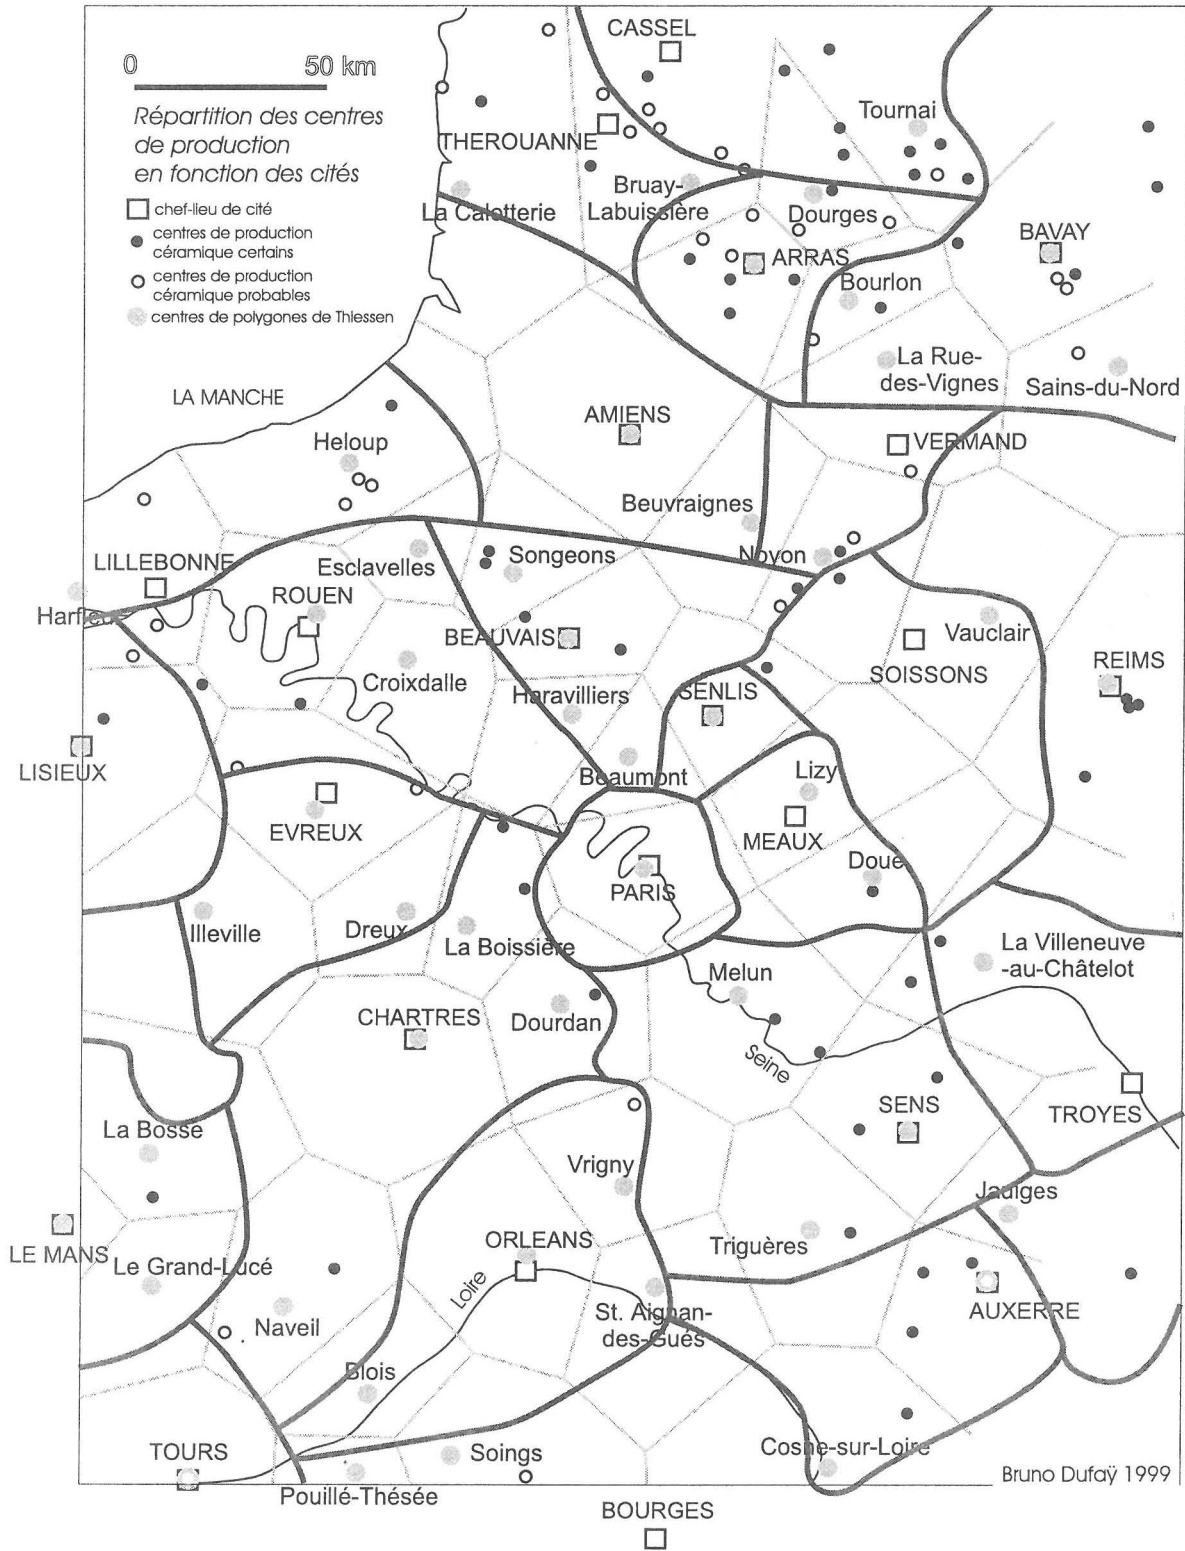 CASSEL
0 50 km
Répartition des centres
de production
en fonction des cités
chef-lieu de cité
centres de production
céramique certains
centres de production
céramique probables
centres de polygones de Thiessen
Tournai
THEROUANNE
Bruay-
Labuissière
La Calotterie
Dourges
BAVAY
ARRAS
Bourlon
La Rue-
des-Vignes
Sains-du-Nord
LA MANCHE
AMIENS
VERMAND
Heloup
Beuvraignes
Noyon
LILLEBONNE
Esclavelles
Songeons
ROUEN
Harfleur
BEAUVAIS
Vauclair
SOISSONS
REIMS
Croixdalle
Haravilliers
SENLIS
LISIEUX
Beaumont
Lizy
EVREUX
MEAUX
Doue
PARIS
Illeville
Dreux
La Boissière
La Villeneuve
-au-Châtelot
Melun
CHARTRES
Dourdan
Seine
SENS
TROYES
La Bosse
Vrigny
Jaulges
LE MANS
ORLEANS
Triguères
Le Grand-Lucé
Loire
St. Aignan-
des-Gués
AUXERRE
Naveil
Blois
TOURS
Soings
Cosne-sur-Loire
Bruno Dufaÿ 1999
Pouillé-Thésée
BOURGES